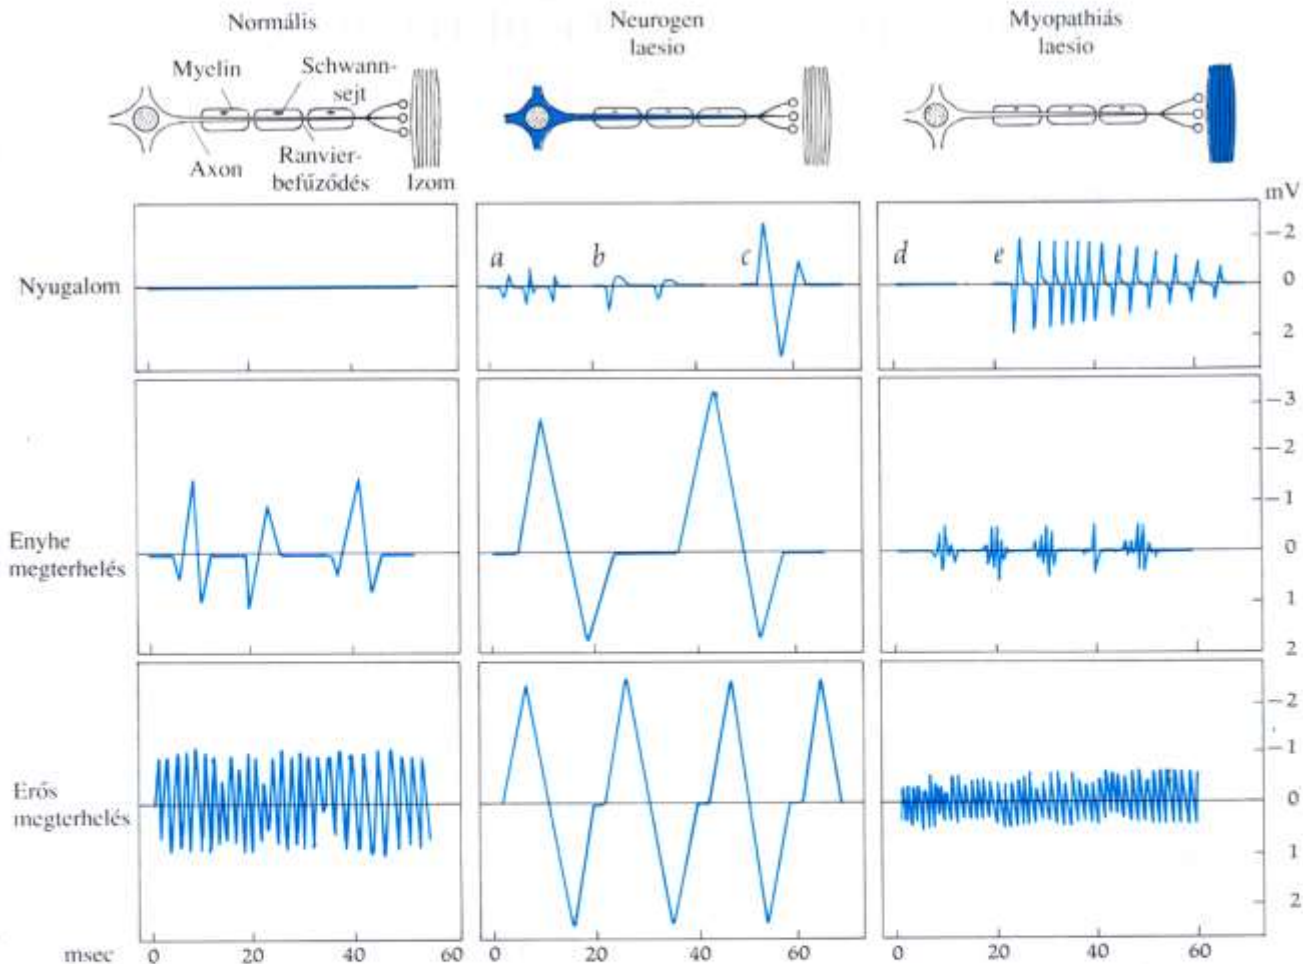 Normális
Neurogen
laesio
Myopathiás
laesio
Myelin
Schwann-
sejt
Axon
Ranvier-
befűződés
Izom
mV
Nyugalom
a
b
c
d
e
−2
0
2
Enyhe
megterhelés
−3
−2
−1
0
1
2
Erős
megterhelés
−2
−1
0
1
2
msec
0
20
40
60
0
20
40
60
0
20
40
60